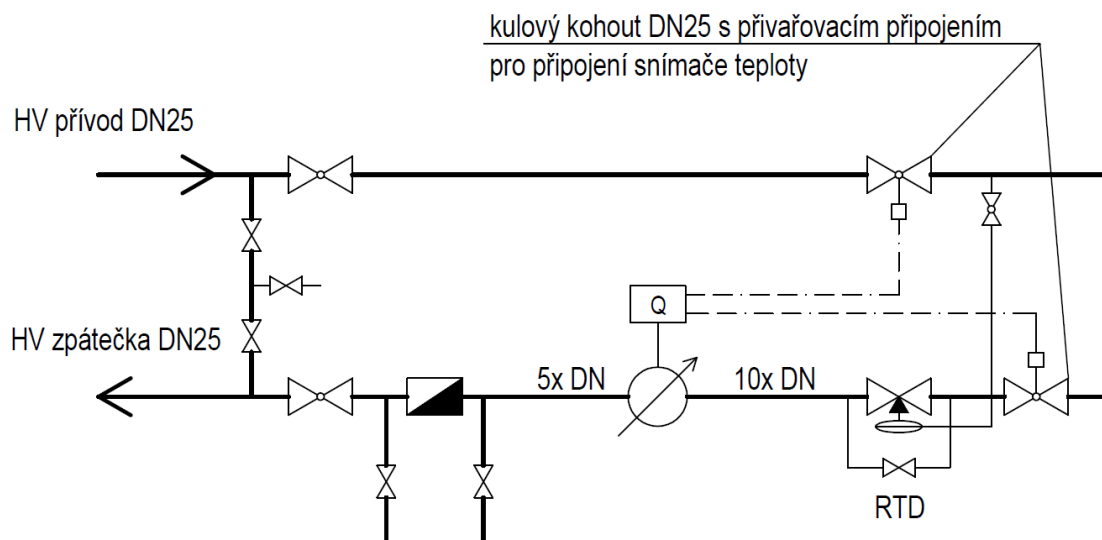 kulový kohout DN25 s přivařovacím připojením
pro připojení snímače teploty
HV přívod DN25
Q
HV zpátečka DN25
5x DN
10x DN
RTD